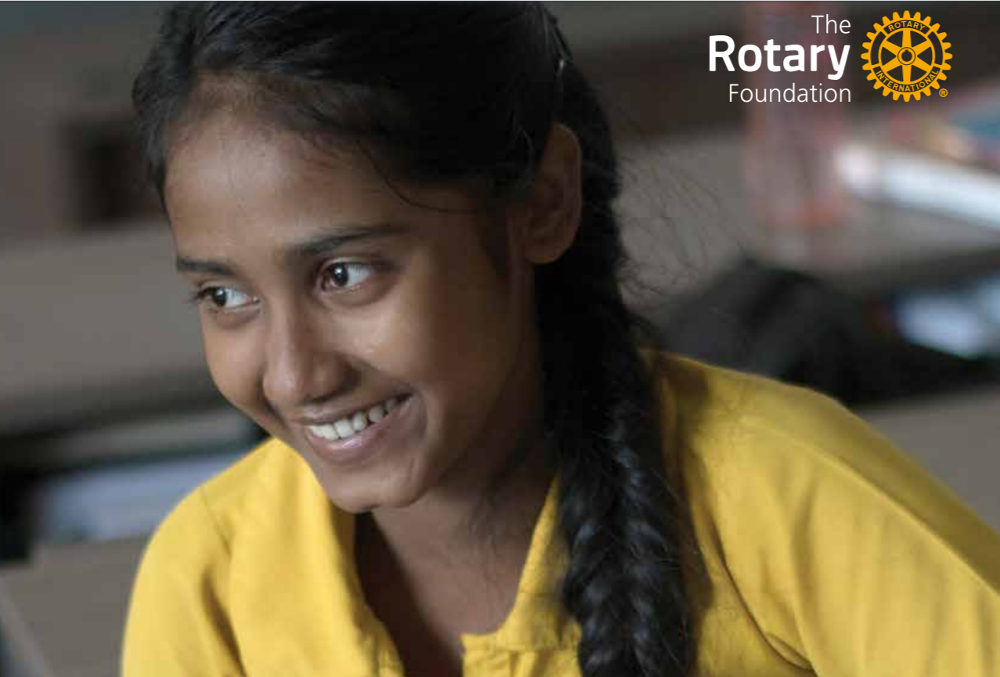 The
Rotary
Foundation
ROTARY
INTERNATIONAL
®